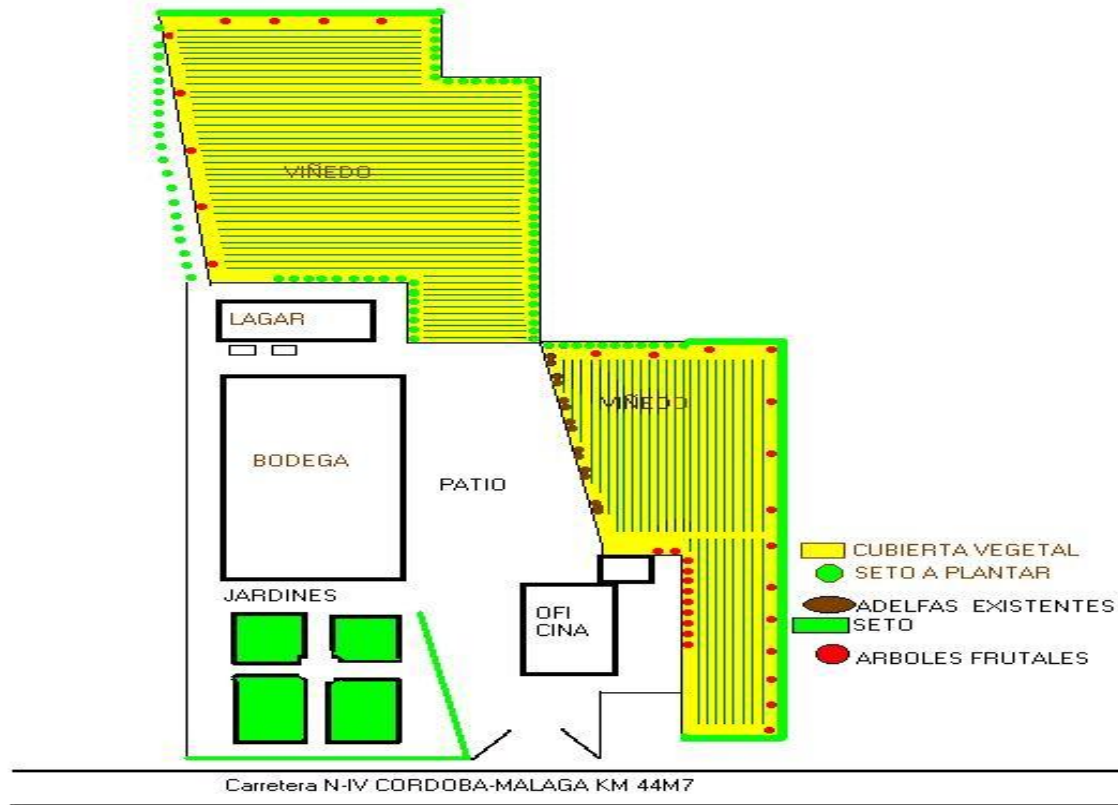 VIÑEDO
LAGAR
VIÑEDO
BODEGA
PATIO
CUBIERTA VEGETAL
SETO A PLANTAR
JARDINES
ADELFAS EXISTENTES
OFI
CINA
SETO
ARBOLES FRUTALES
Carretera N-IV CORDOBA-MALAGA KM 44M7